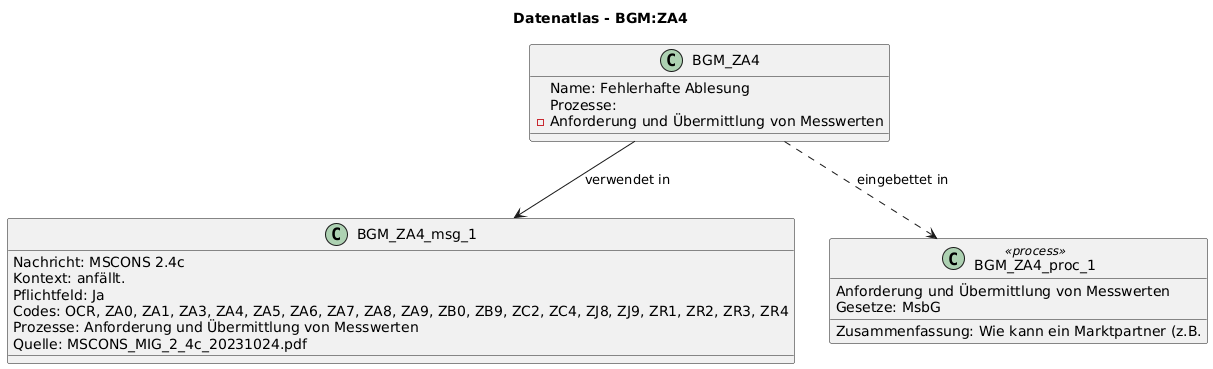 Datenatlas - BGM:ZA4
C BGM_ZA4
Name: Fehlerhafte Ablesung
Prozesse:
Anforderung und Übermittlung von Messwerten
verwendet in
eingebettet in
C BGM_ZA4_msg_1
Nachricht: MSCONS 2.4c
Kontext: anfällt.
Pflichtfeld: Ja
Codes: OCR, ZA0, ZA1, ZA3, ZA4, ZA5, ZA6, ZA7, ZA8, ZA9, ZB0, ZB9, ZC2, ZC4, ZJ8, ZJ9, ZR1, ZR2, ZR3, ZR4
Prozesse: Anforderung und Übermittlung von Messwerten
Quelle: MSCONS_MIG_2_4c_20231024.pdf
«process»
C BGM_ZA4_proc_1
Anforderung und Übermittlung von Messwerten
Gesetze: MsbG
Zusammenfassung: Wie kann ein Marktpartner (z.B.